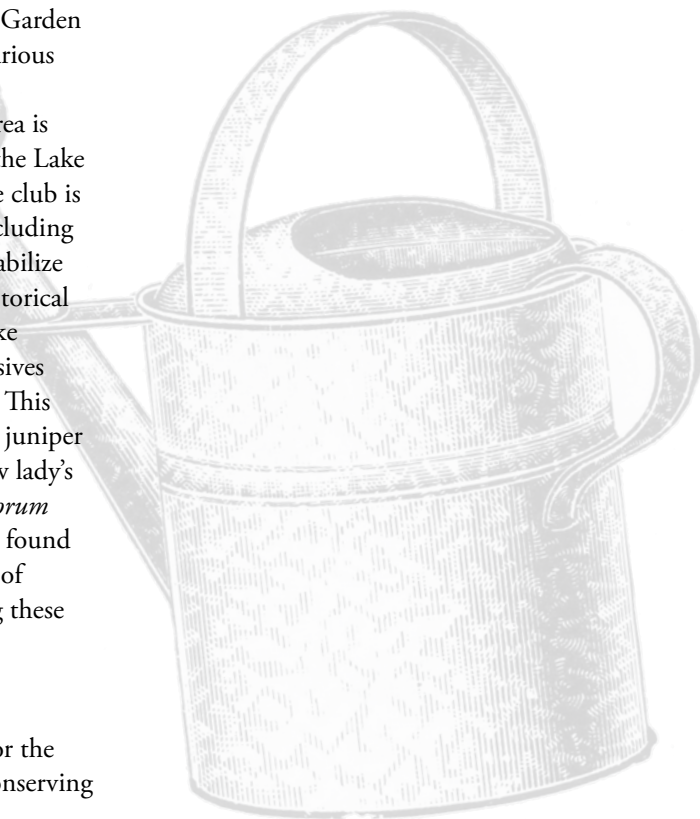 Garden
rious
rea is
the Lake
e club is
cluding
abilize
torical
ke
sives
This
juniper
w lady's
orum
found
of
g these
or the
onserving